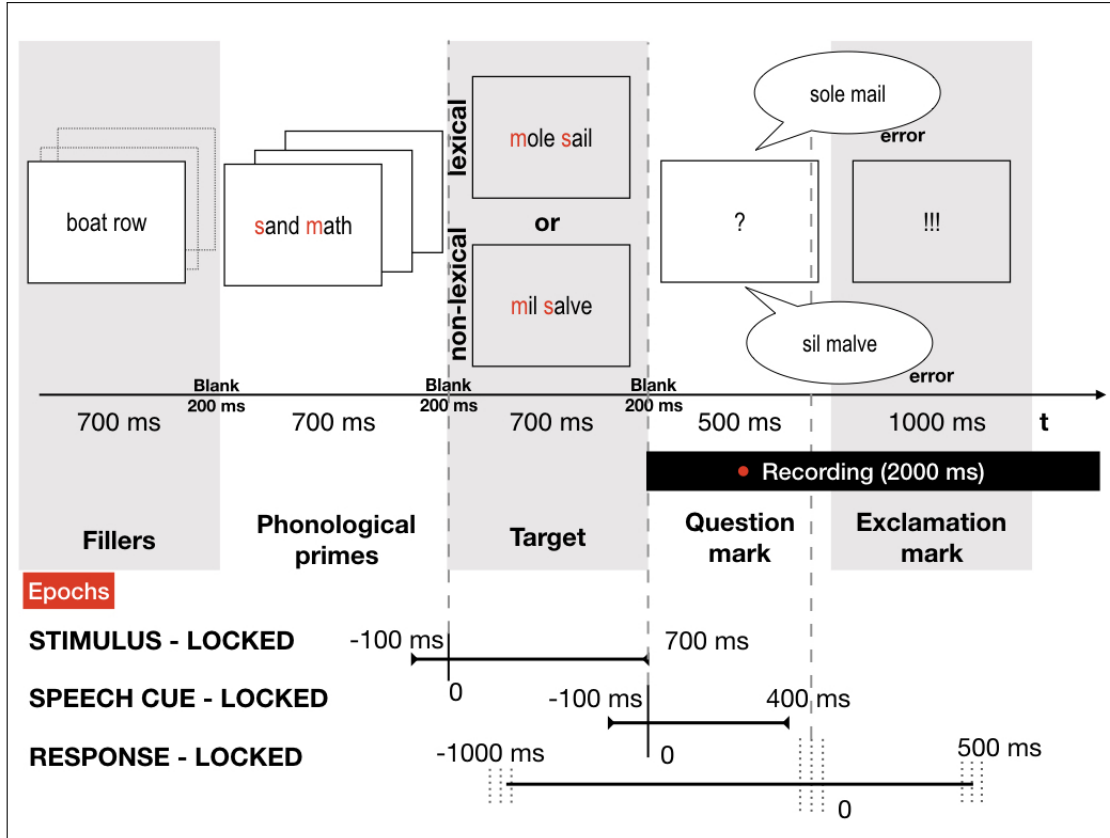 sole mail
error
lexical
mole sail
boat row
sand math
or
?
!!!
non-lexical
mil salve
sil malve
error
Blank
200 ms
Blank
200 ms
Blank
200 ms
700 ms
700 ms
700 ms
500 ms
1000 ms
t
Recording (2000 ms)
Fillers
Phonological
primes
Target
Question
mark
Exclamation
mark
Epochs
STIMULUS - LOCKED
-100 ms
700 ms
0
SPEECH CUE - LOCKED
-100 ms
400 ms
0
RESPONSE - LOCKED
-1000 ms
500 ms
0